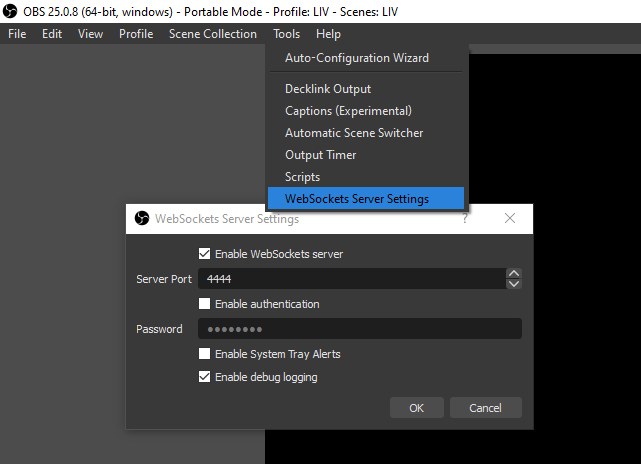 OBS 25.0.8 (64-bit, windows) - Portable Mode - Profile: LIV - Scenes: LIV
File Edit View Profile Scene Collection Tools Help
Auto-Configuration Wizard
Decklink Output
Captions (Experimental)
Automatic Scene Switcher
Output Timer
Scripts
WebSockets Server Settings
WebSockets Server Settings ?
Enable WebSockets server
Server Port 4444
Enable authentication
Password ●●●●●●●●
Enable System Tray Alerts
Enable debug logging
OK Cancel